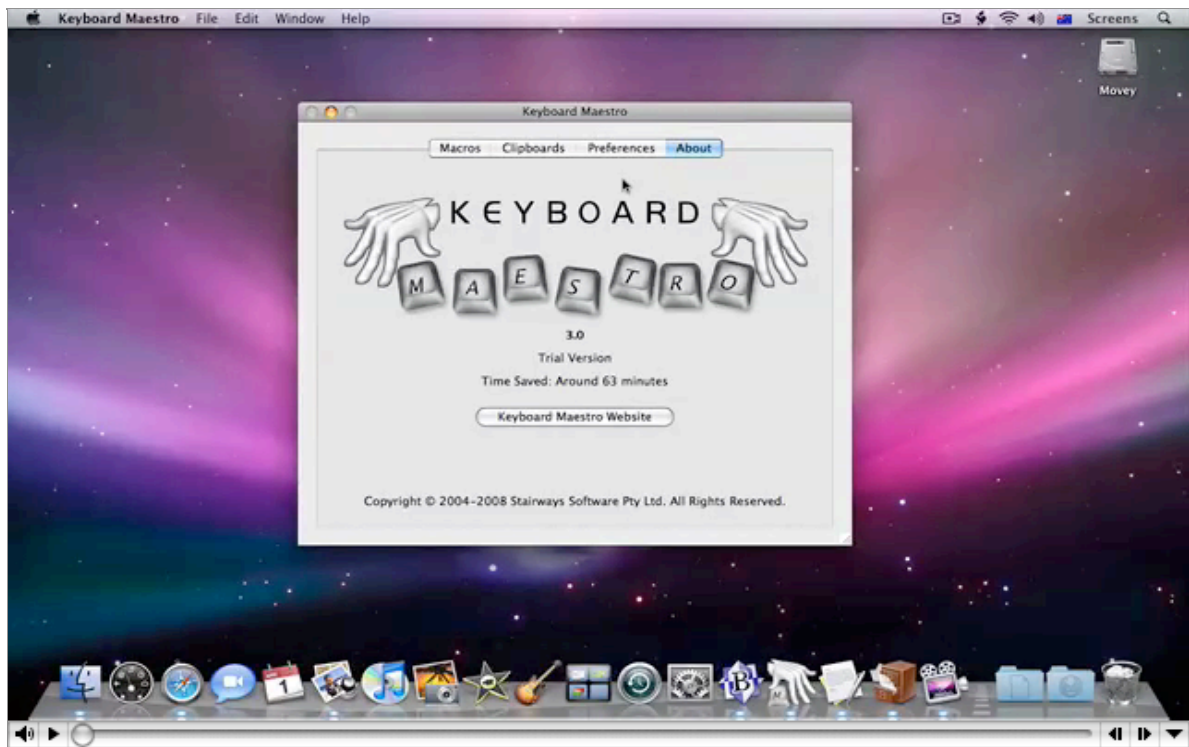 Keyboard Maestro File Edit Window Help Screens
Movey
Keyboard Maestro
Macros Clipboards Preferences About
KEYBOARD
MAESTRO
3.0
Trial Version
Time Saved: Around 63 minutes
Keyboard Maestro Website
Copyright © 2004-2008 Stairways Software Pty Ltd. All Rights Reserved.
1
B
M